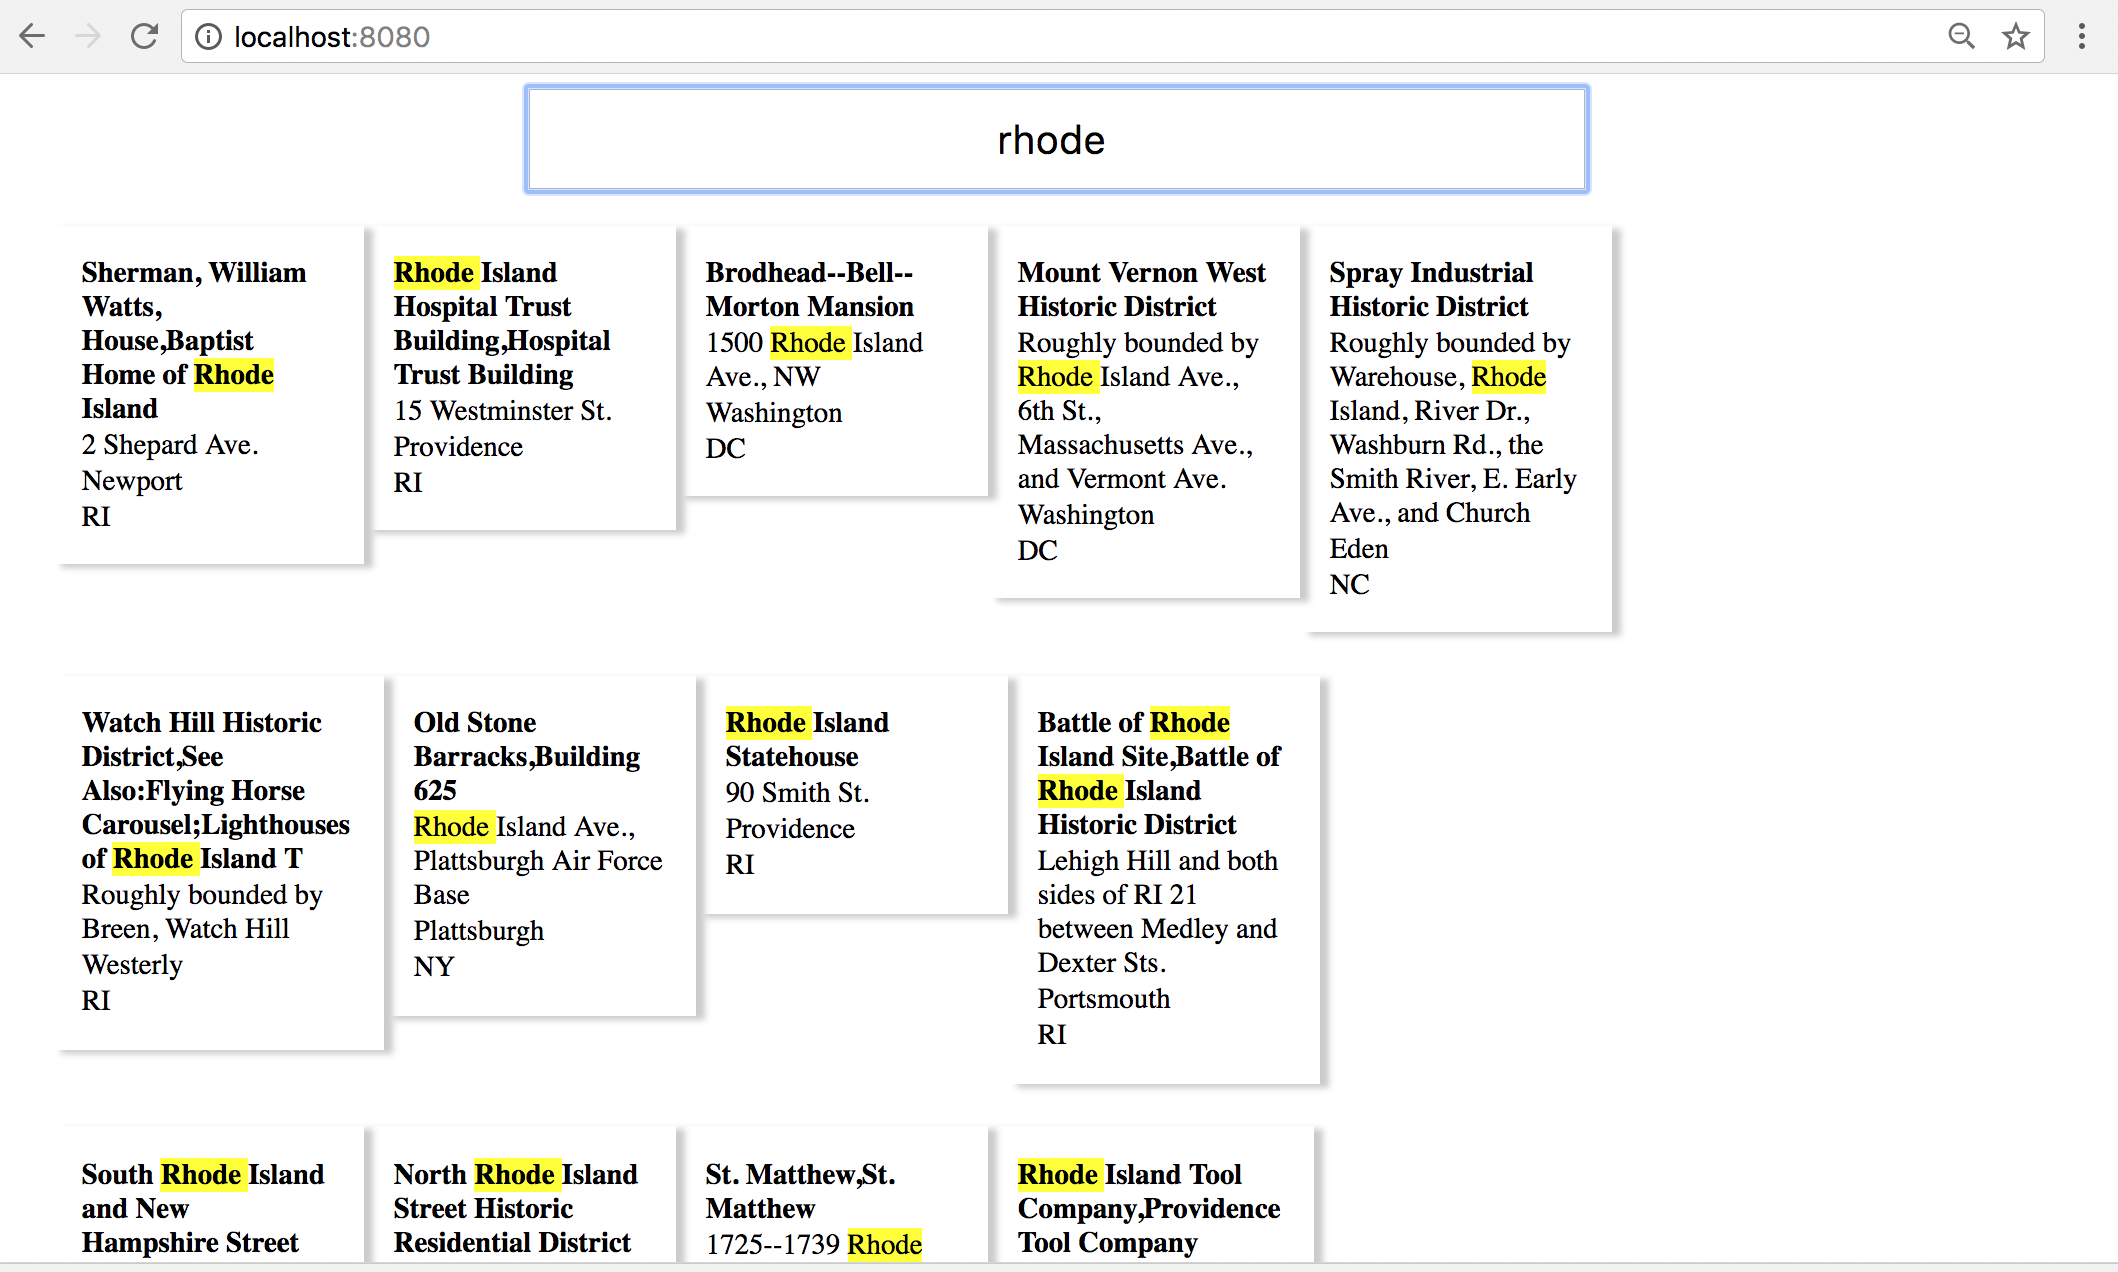 localhost:8080
rhode
Sherman, William
Watts,
House,Baptist
Home of Rhode
Island
2 Shepard Ave.
Newport
RI
Rhode Island
Hospital Trust
Building,Hospital
Trust Building
15 Westminster St.
Providence
RI
Brodhead--Bell--
Morton Mansion
1500 Rhode Island
Ave., NW
Washington
DC
Mount Vernon West
Historic District
Roughly bounded by
Rhode Island Ave.,
6th St.,
Massachusetts Ave.,
and Vermont Ave.
Washington
DC
Spray Industrial
Historic District
Roughly bounded by
Warehouse, Rhode
Island, River Dr.,
Washburn Rd., the
Smith River, E. Early
Ave., and Church
Eden
NC
Watch Hill Historic
District,See
Also:Flying Horse
Carousel;Lighthouses
of Rhode Island T
Roughly bounded by
Breen, Watch Hill
Westerly
RI
Old Stone
Barracks,Building
625
Rhode Island Ave.,
Plattsburgh Air Force
Base
Plattsburgh
NY
Rhode Island
Statehouse
90 Smith St.
Providence
RI
Battle of Rhode
Island Site,Battle of
Rhode Island
Historic District
Lehigh Hill and both
sides of RI 21
between Medley and
Dexter Sts.
Portsmouth
RI
South Rhode Island
and New
Hampshire Street
North Rhode Island
Street Historic
Residential District
St. Matthew,St.
Matthew
1725--1739 Rhode
Rhode Island Tool
Company,Providence
Tool Company